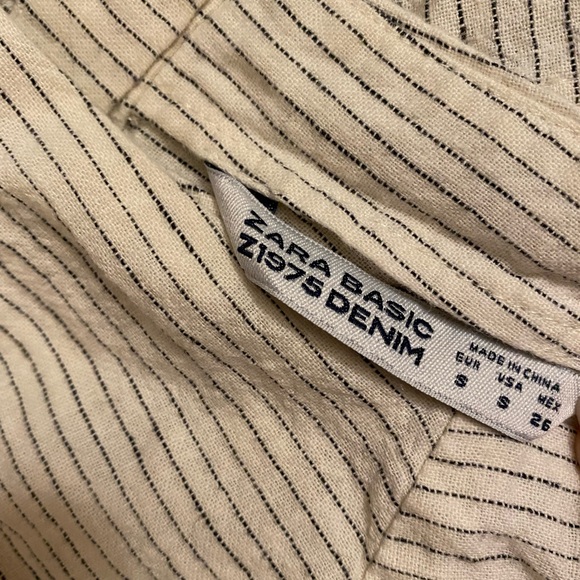 ZARA BASIC
Z1975 DENIM
MADE IN CHINA
EUR USA MEX
S S 26